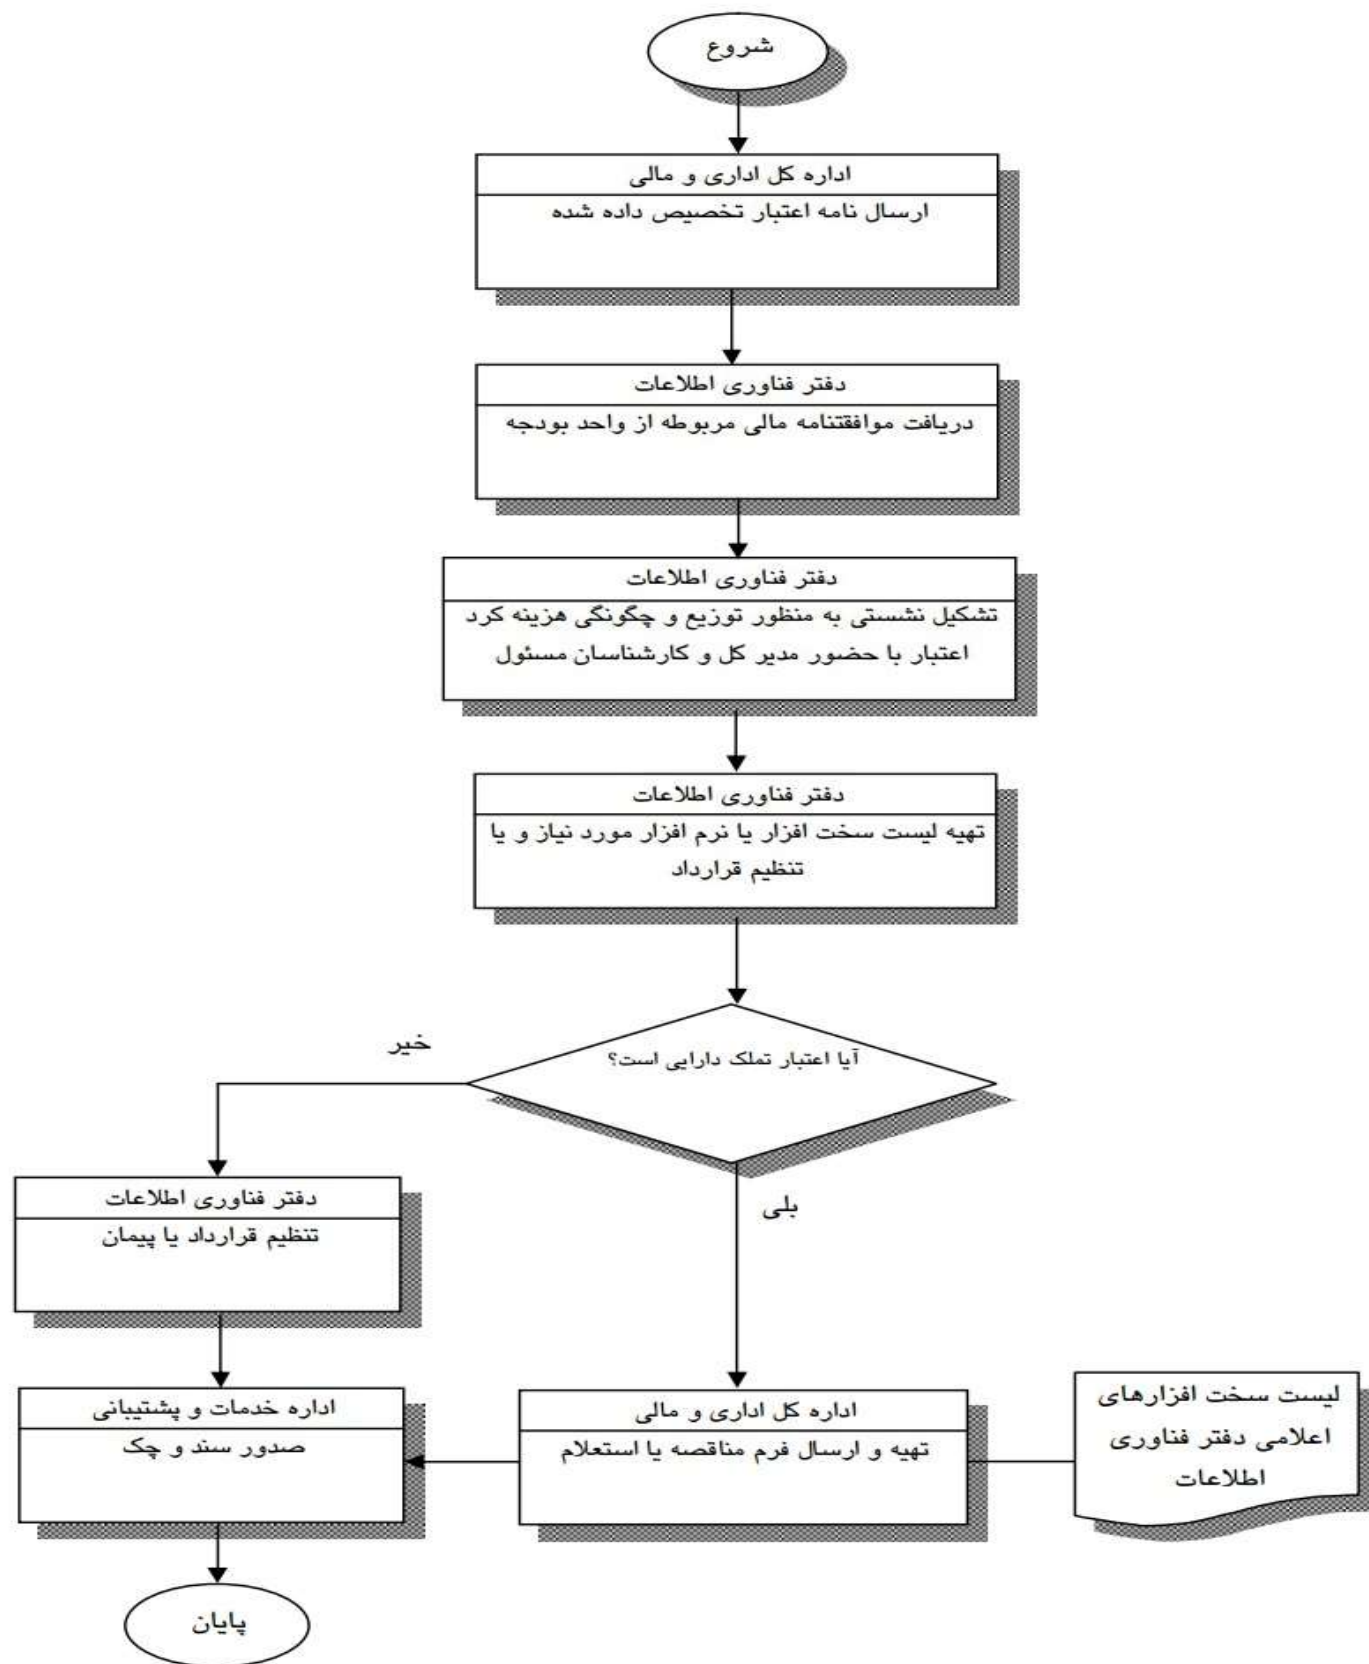 شروع
اداره کل اداری و مالی
ارسال نامه اعتبار تخصیص داده شده
دفتر فناوری اطلاعات
دریافت موافقتنامه مالی مربوطه از واحد بودجه
دفتر فناوری اطلاعات
تشکیل نشستی به منظور توزیع و چگونگی هزینه کرد
اعتبار با حضور مدیر کل و کارشناسان مسئول
دفتر فناوری اطلاعات
تهیه لیست سخت افزار یا نرم افزار مورد نیاز و یا
تنظیم قرارداد
آیا اعتبار تملک دارایی است؟
خیر
بلی
دفتر فناوری اطلاعات
تنظیم قرارداد یا پیمان
لیست سخت افزارهای
اعلامی دفتر فناوری
اطلاعات
اداره کل اداری و مالی
تهیه و ارسال فرم مناقصه یا استعلام
اداره خدمات و پشتیبانی
صدور سند و چک
پایان